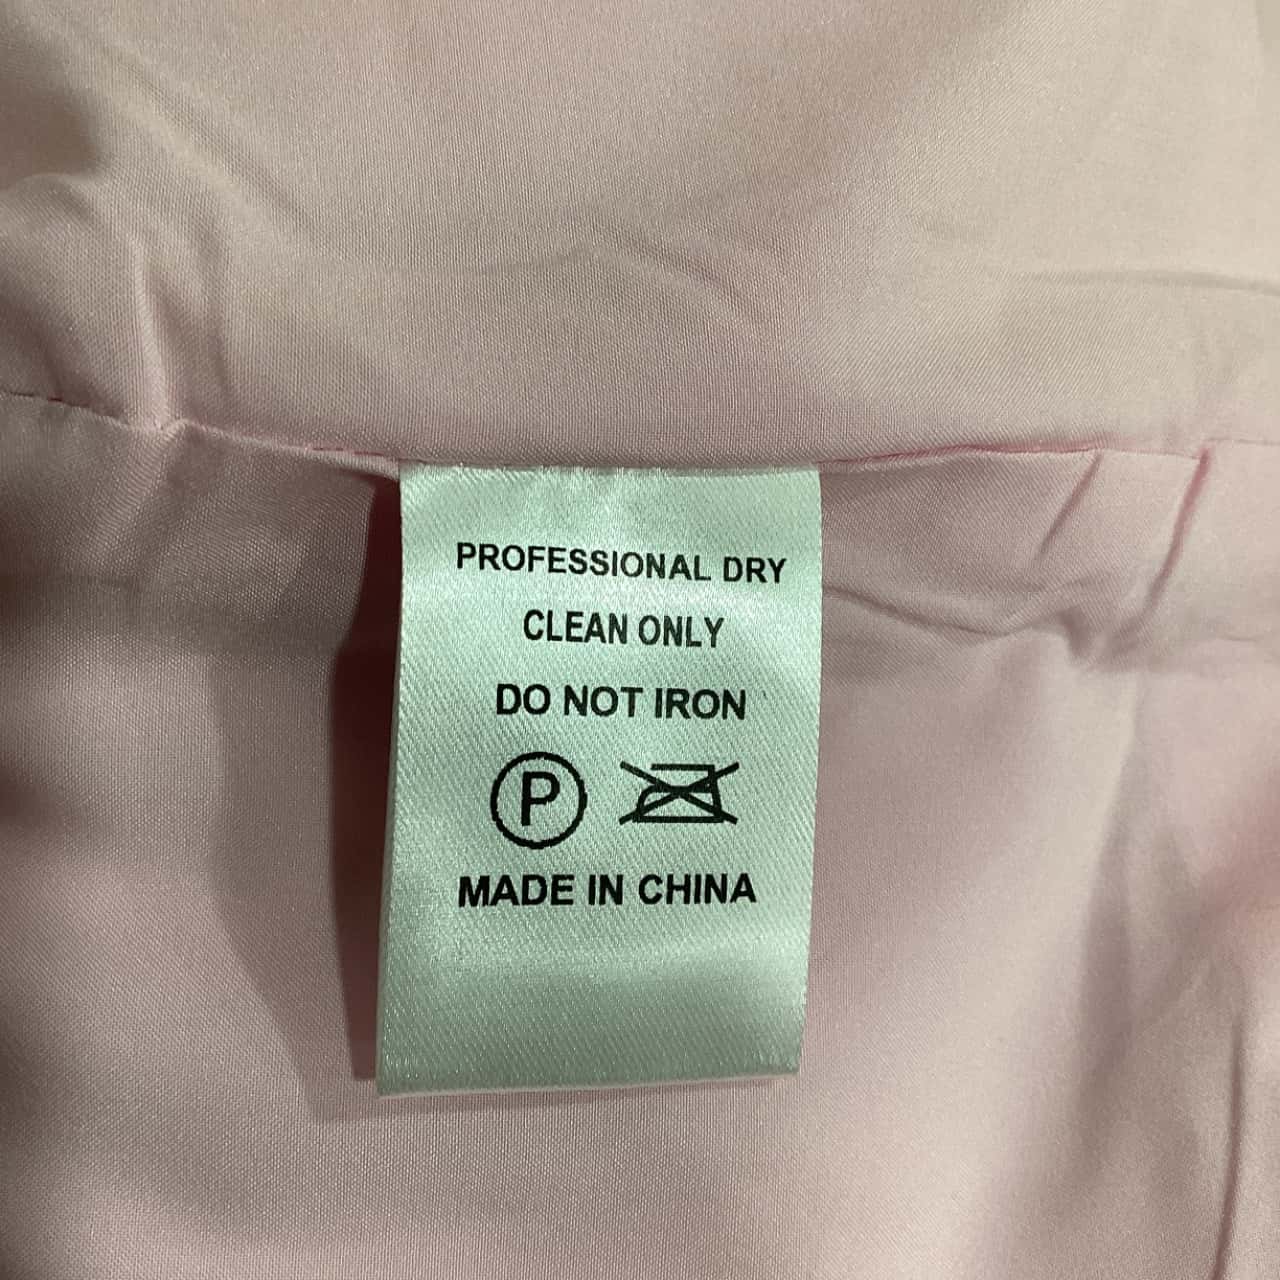 PROFESSIONAL DRY
CLEAN ONLY
DO NOT IRON
P
MADE IN CHINA